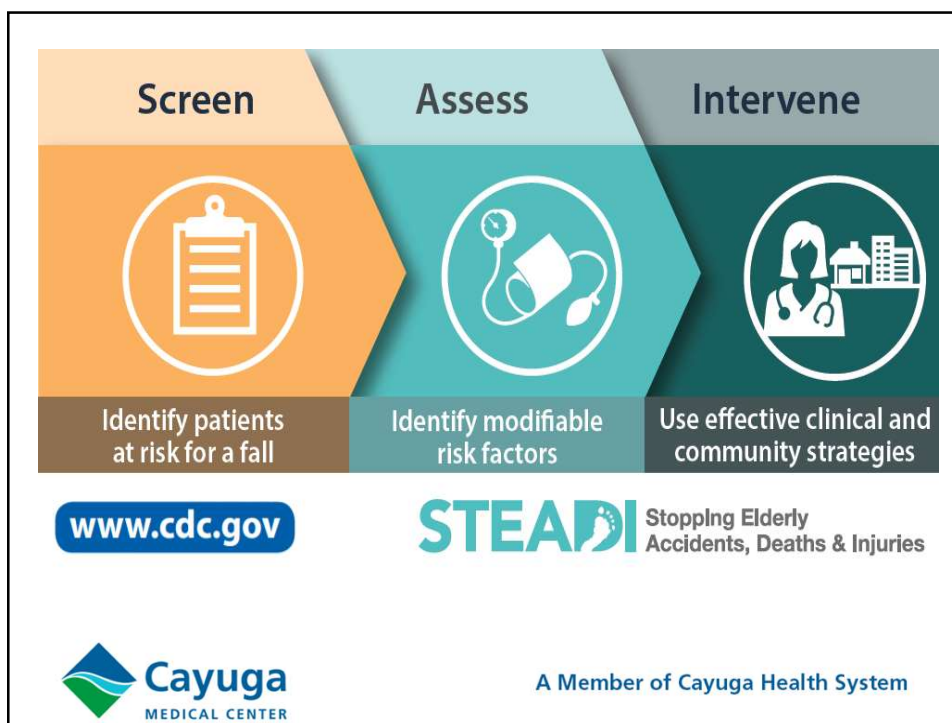 Screen
Assess
Intervene
Identify patients
at risk for a fall
Identify modifiable
risk factors
Use effective clinical and
community strategies
www.cdc.gov
STEADI
Stopping Elderly
Accidents, Deaths & Injuries
Cayuga
MEDICAL CENTER
A Member of Cayuga Health System